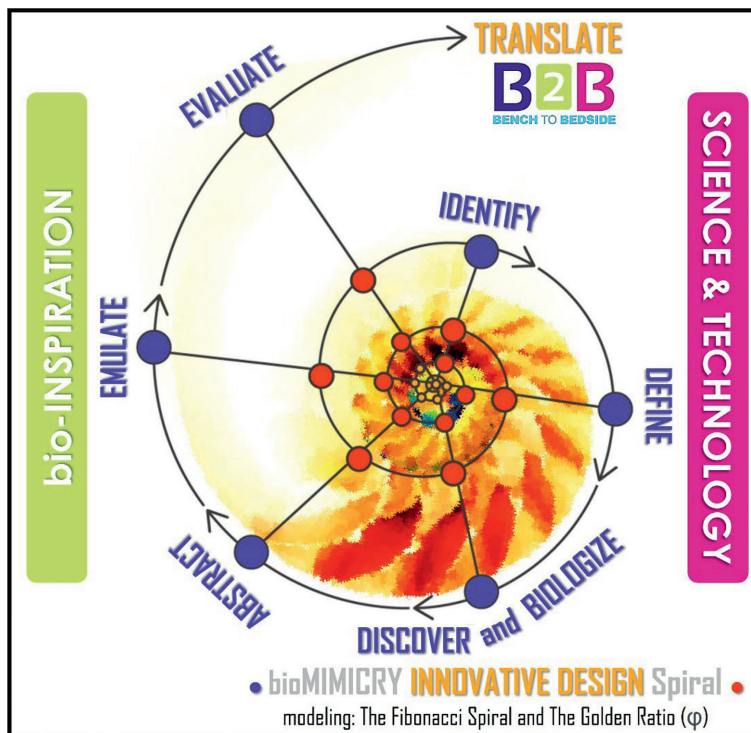 TRANSLATE
B2B
BENCH TO BEDSIDE
EVALUATE
IDENTIFY
bio-INSPIRATION
SCIENCE & TECHNOLOGY
EMULATE
DEFINE
ABSTRACT
DISCOVER and BIOLOGIZE
• bioMIMICRY INNOVATIVE DESIGN Spiral •
modeling: The Fibonacci Spiral and The Golden Ratio (φ)